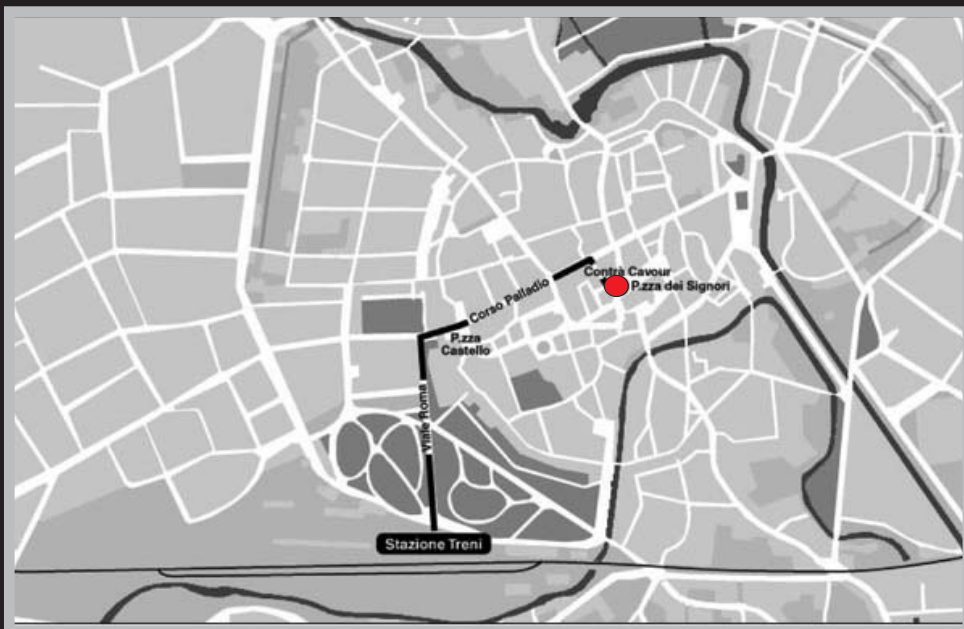 Contrà Cavour
P.zza dei Signori
Corso Palladio
P.zza
Castello
Viale Roma
Stazione Treni